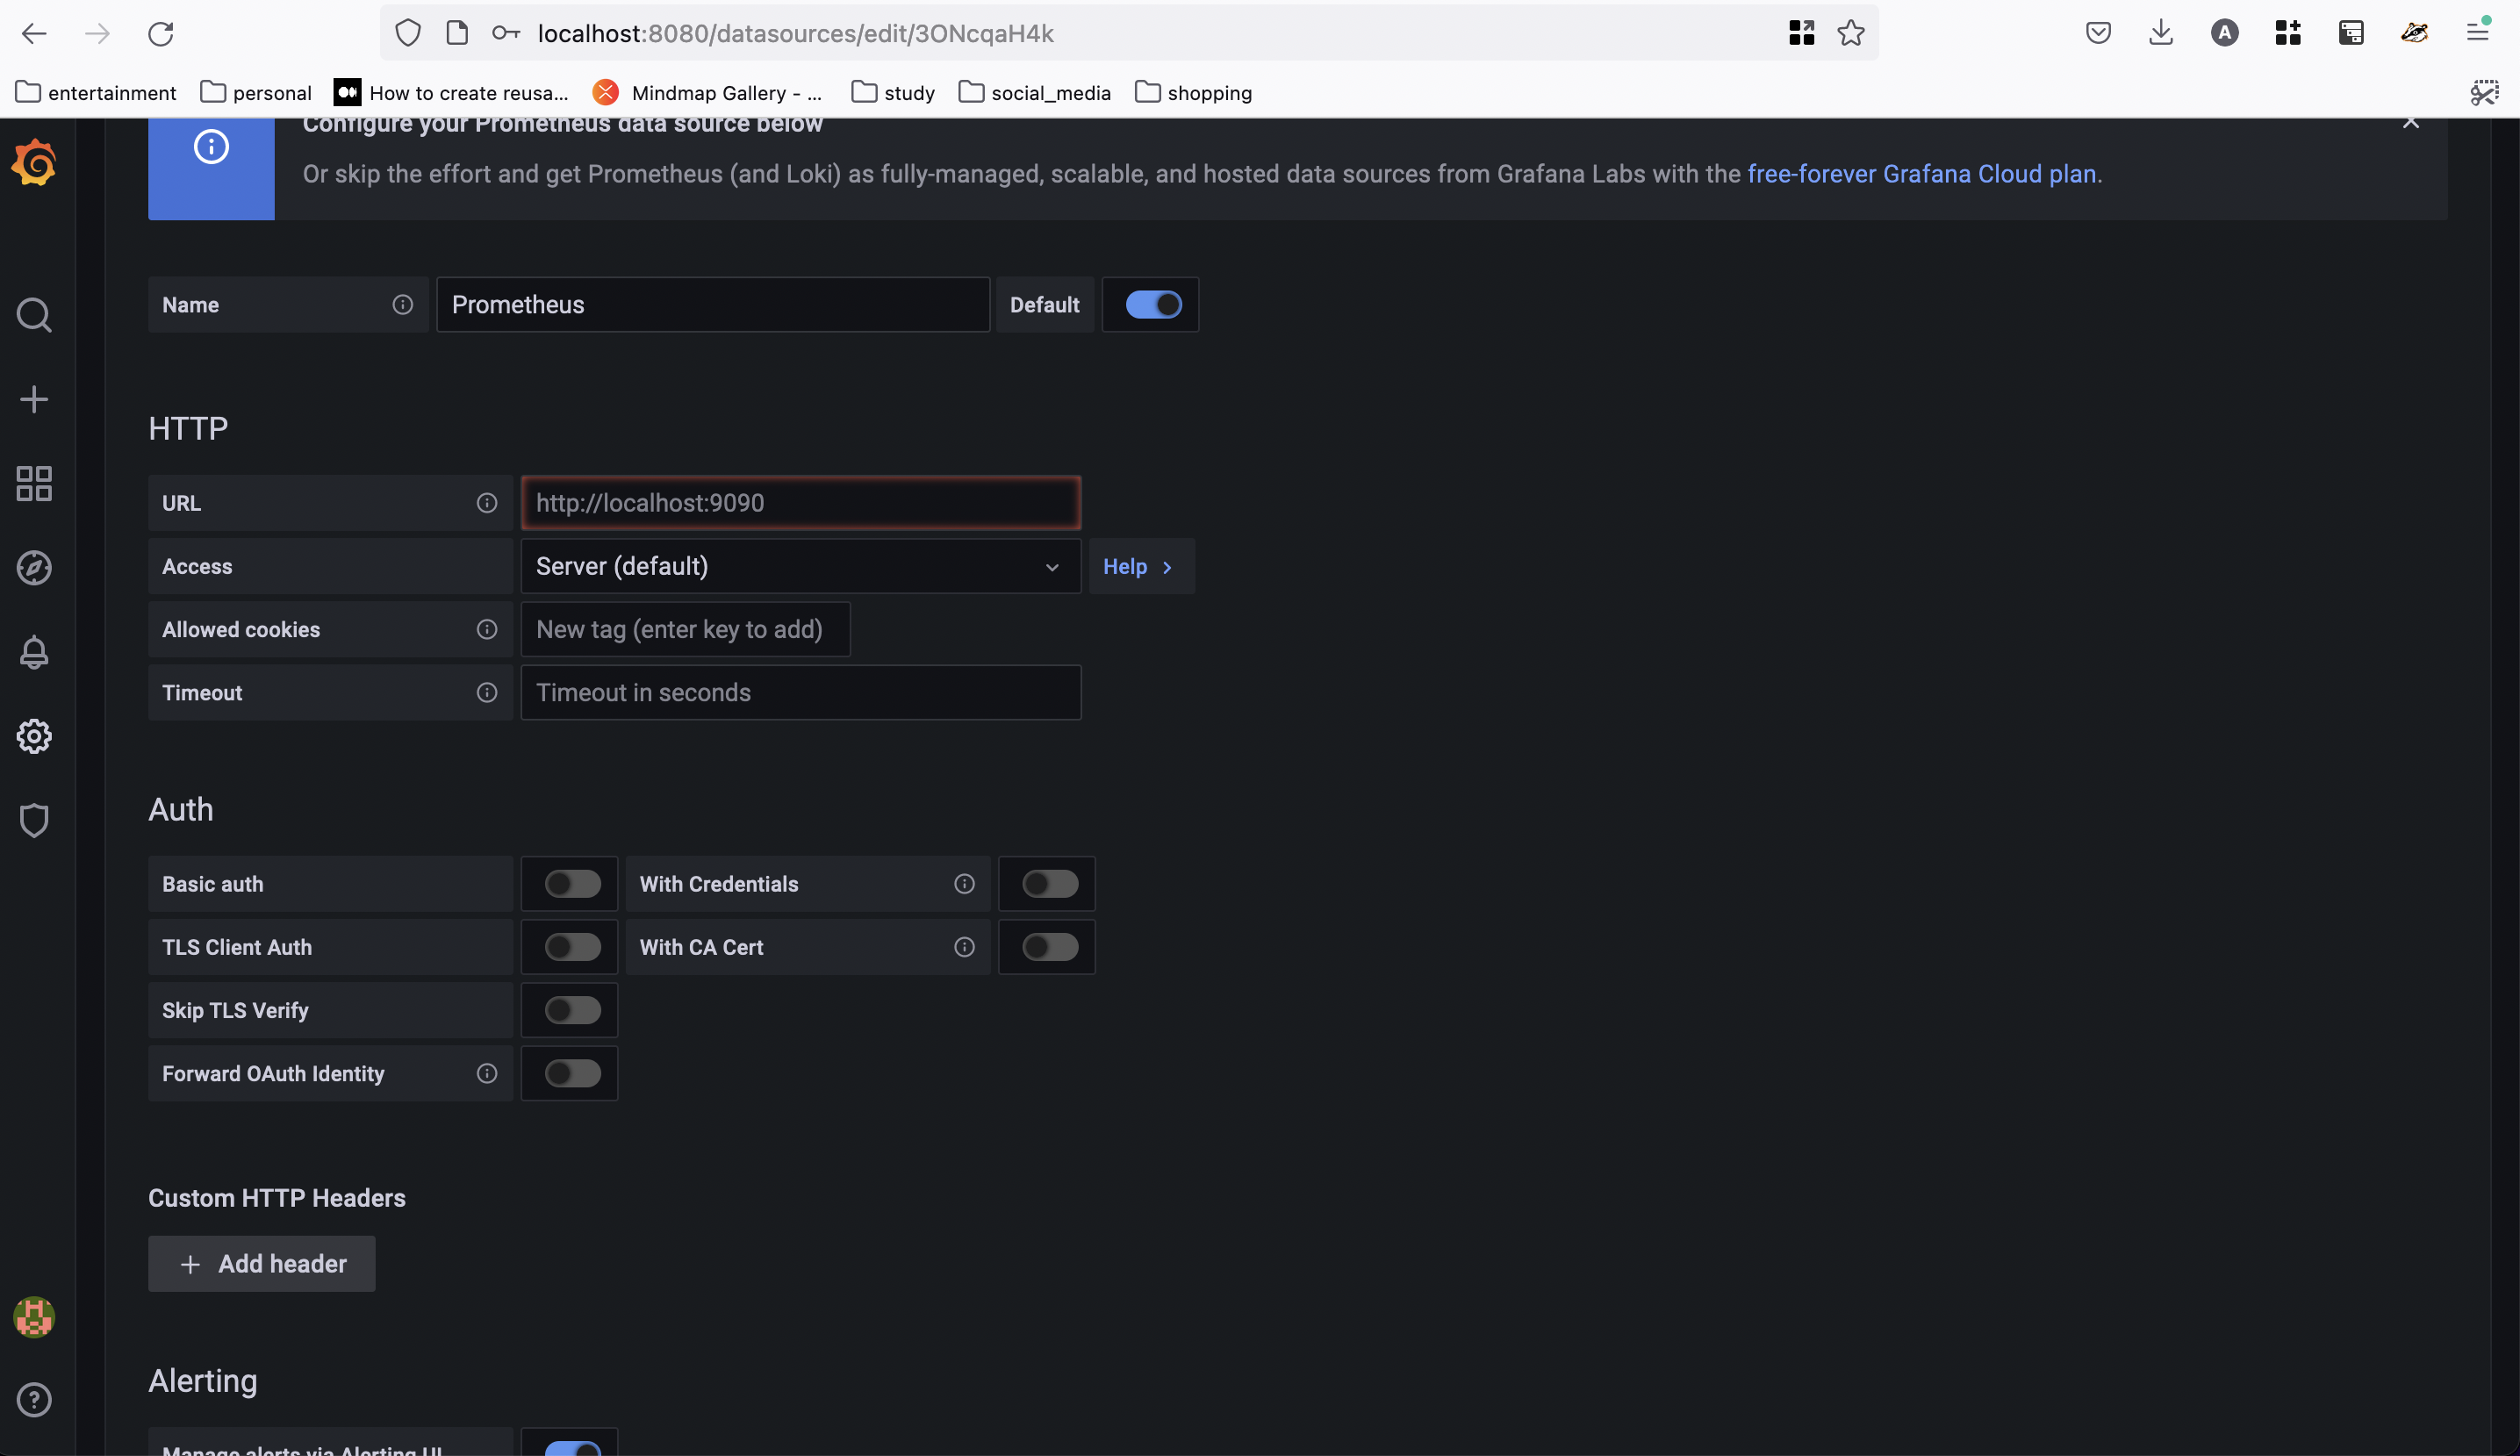 localhost:8080/datasources/edit/3ONcqaH4k
A
entertainment personal How to create reusa... Mindmap Gallery - ... study social_media shopping
Configure your Prometheus data source below
Or skip the effort and get Prometheus (and Loki) as fully-managed, scalable, and hosted data sources from Grafana Labs with the free-forever Grafana Cloud plan.
Name Prometheus Default
HTTP
URL http://localhost:9090
Access Server (default) Help
Allowed cookies New tag (enter key to add)
Timeout Timeout in seconds
Auth
Basic auth With Credentials
TLS Client Auth With CA Cert
Skip TLS Verify
Forward OAuth Identity
Custom HTTP Headers
Add header
Alerting
Manage alerts via Alerting UI